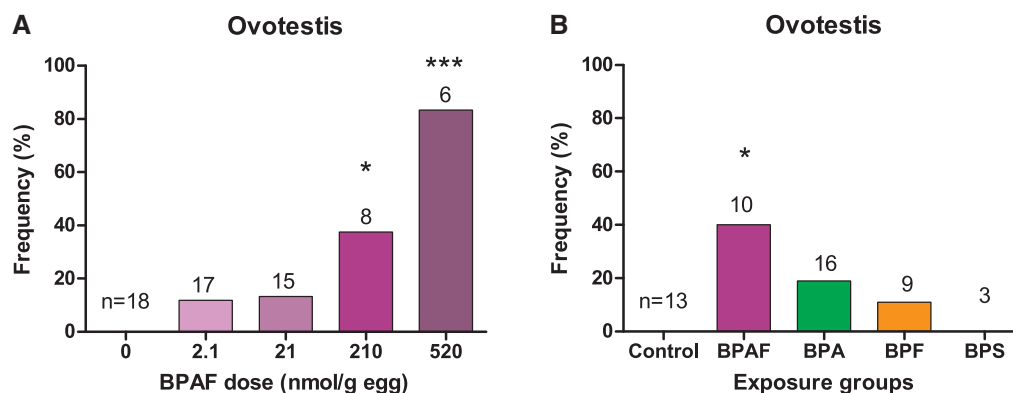 A
Ovotestis
Frequency (%)
100
80
60
40
20
0
n=18
17
15
*
8
***
6
0 2.1 21 210 520
BPAF dose (nmol/g egg)
B
Ovotestis
Frequency (%)
100
80
60
40
20
0
n=13
*
10
16
9
3
Control BPAF BPA BPF BPS
Exposure groups